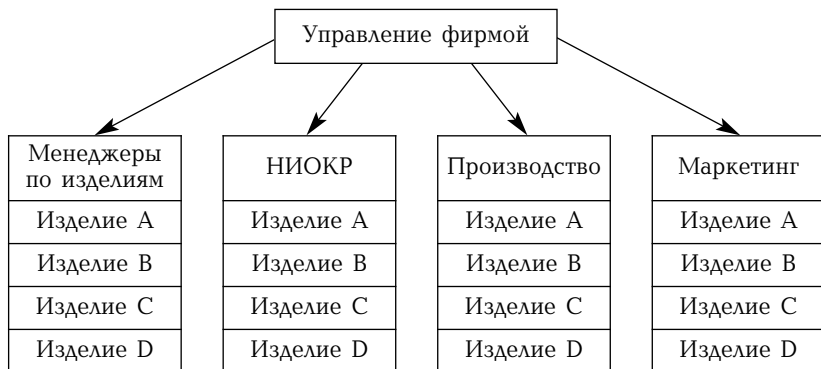 Управление фирмой
Менеджеры
по изделиям
НИОКР
Производство
Маркетинг
Изделие A
Изделие A
Изделие A
Изделие A
Изделие B
Изделие B
Изделие B
Изделие B
Изделие C
Изделие C
Изделие C
Изделие C
Изделие D
Изделие D
Изделие D
Изделие D